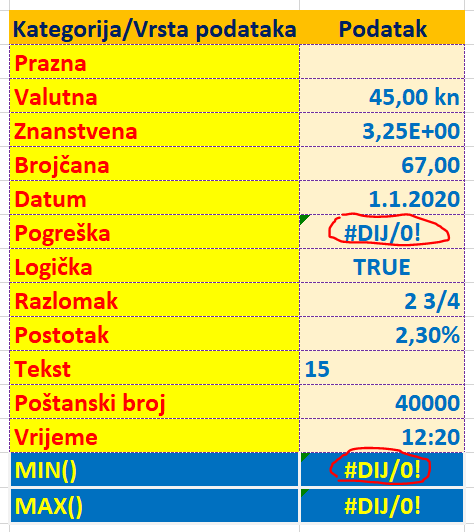 Kategorija/Vrsta podataka Podatak
Prazna
Valutna 45,00 kn
Znanstvena 3,25E+00
Brojčana 67,00
Datum 1.1.2020
Pogreška #DIJ/0!
Logička TRUE
Razlomak 2 3/4
Postotak 2,30%
Tekst 15
Poštanski broj 40000
Vrijeme 12:20
MIN() #DIJ/0!
MAX() #DIJ/0!